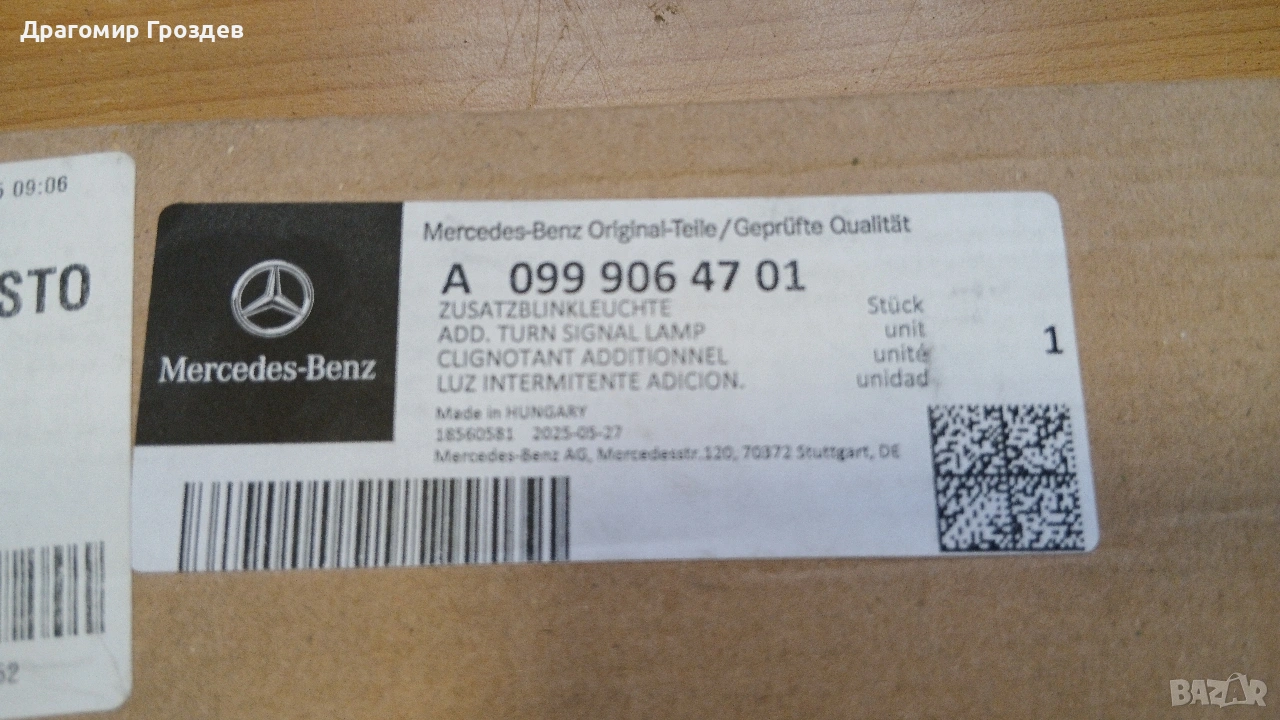 Драгомир Гроздев
09:06
STO
Mercedes-Benz
Mercedes-Benz Original-Teile/Geprüfte Qualität
A 099 906 47 01
ZUSATZBLINKLEUCHTE Stück
ADD. TURN SIGNAL LAMP unit
CLIGNOTANT ADDITIONNEL unité
LUZ INTERMITENTE ADICION. unidad
1
Made in HUNGARY
18560581 2025-05-27
Mercedes-Benz AG, Mercedesstr.120, 70372 Stuttgart, DE
52
BAZAR